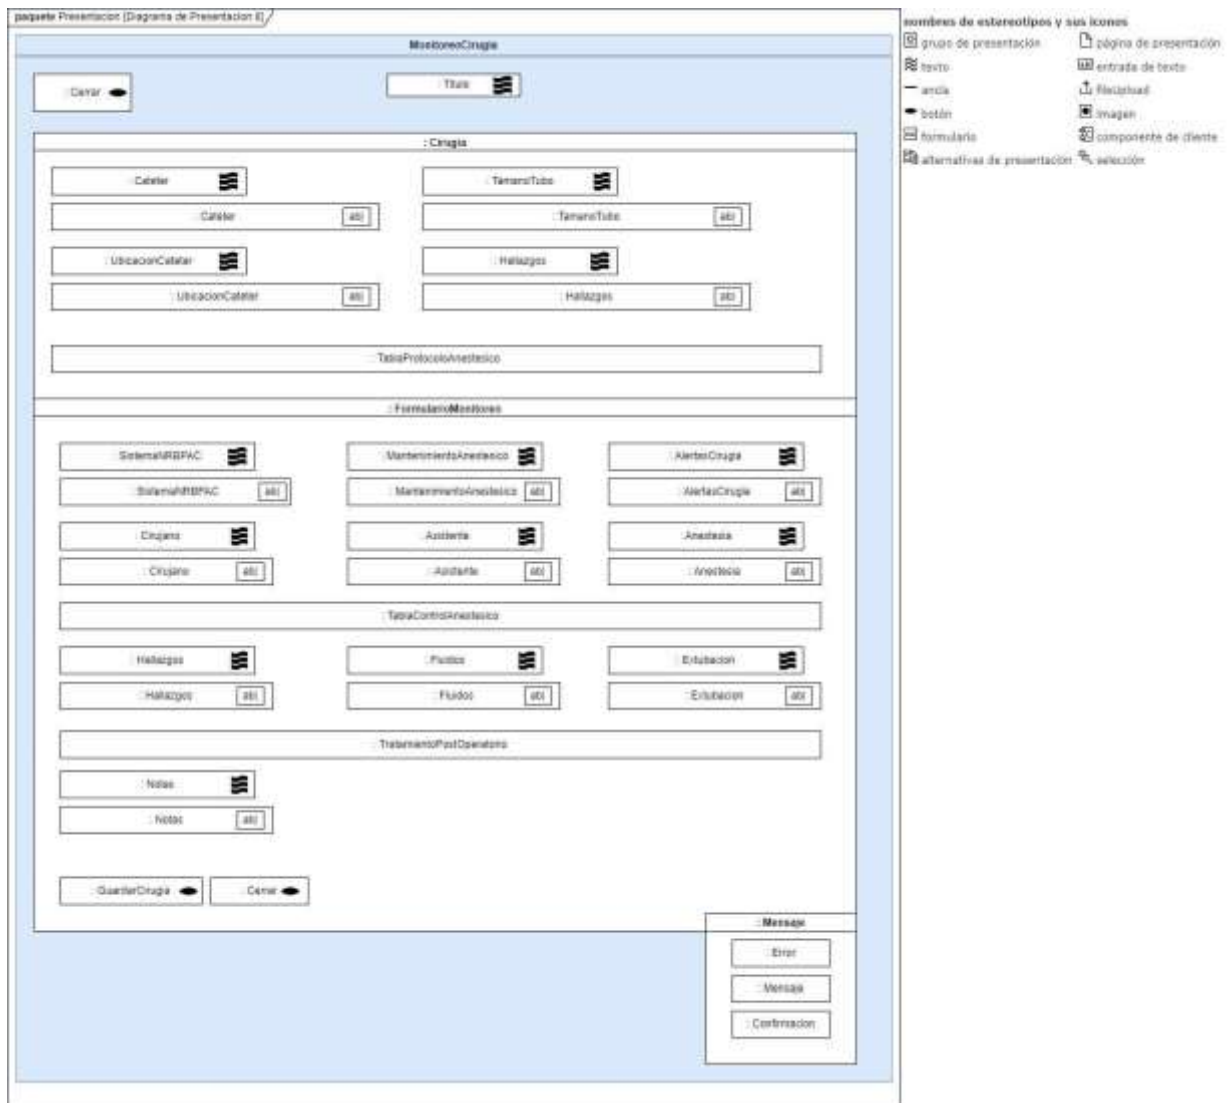 paquete Presentacion [Diagrama de Presentacion II]
MonitoreoCirugia
: Cerrar
: Titulo
: Cirugia
: Cateter
: TamanoTubo
: Cateter
: TamanoTubo
: UbicacionCateter
: Hallazgos
: UbicacionCateter
: Hallazgos
: TablaProtocoloAnestesico
: FormularioMonitoreo
: SistemaNRBPAC
: MantenimientoAnestesico
: AlertasCirugia
: SistemaNRBPAC
: MantenimientoAnestesico
: AlertasCirugia
: Cirujano
: Asistente
: Anestesia
: Cirujano
: Asistente
: Anestesia
: TablaControlAnestesico
: Hallazgos
: Fluidos
: Extubacion
: Hallazgos
: Fluidos
: Extubacion
: TratamientoPostOperatorio
: Notas
: Notas
: GuardarCirugia
: Cerrar
: Mensaje
: Error
: Mensaje
: Confirmacion
nombres de estereotipos y sus iconos
grupo de presentación
página de presentación
texto
entrada de texto
ancla
fileUpload
botón
imagen
formulario
componente de cliente
alternativas de presentación
selección